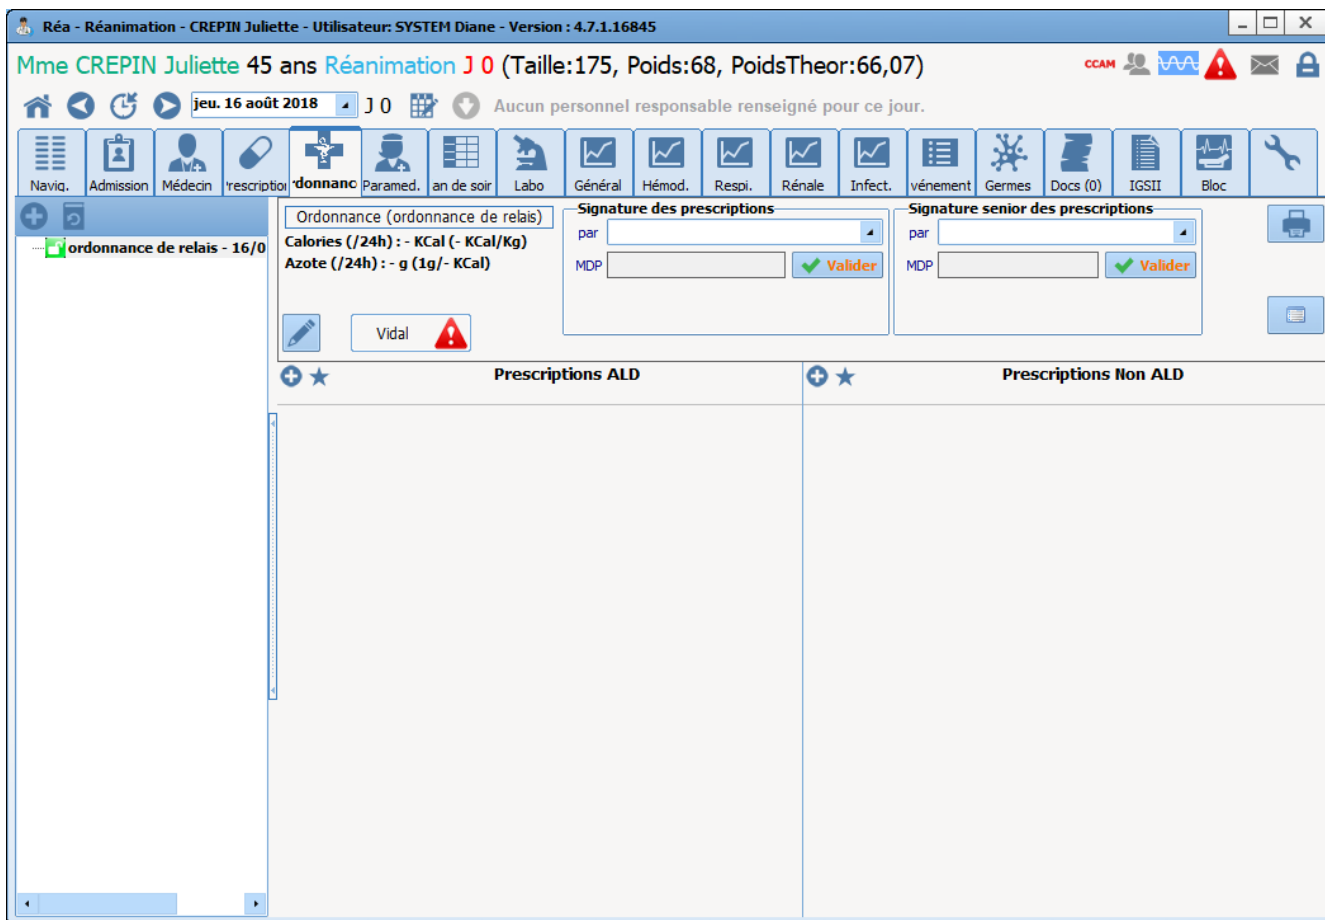 Réa - Réanimation - CREPIN Juliette - Utilisateur: SYSTEM Diane - Version : 4.7.1.16845
Mme CREPIN Juliette 45 ans Réanimation J 0 (Taille:175, Poids:68, PoidsTheor:66,07)
CCAM
jeu. 16 août 2018
J 0
Aucun personnel responsable renseigné pour ce jour.
Navig.
Admission
Médecin
'rescription
'donnanc
Paramed.
an de soir
Labo
Général
Hémod.
Respi.
Rénale
Infect.
vénement
Germes
Docs (0)
IGSII
Bloc
ordonnance de relais - 16/0
Ordonnance (ordonnance de relais)
Calories (/24h) : - KCal (- KCal/Kg)
Azote (/24h) : - g (1g/- KCal)
Vidal
Signature des prescriptions
par
MDP
Valider
Signature senior des prescriptions
par
MDP
Valider
Prescriptions ALD
Prescriptions Non ALD